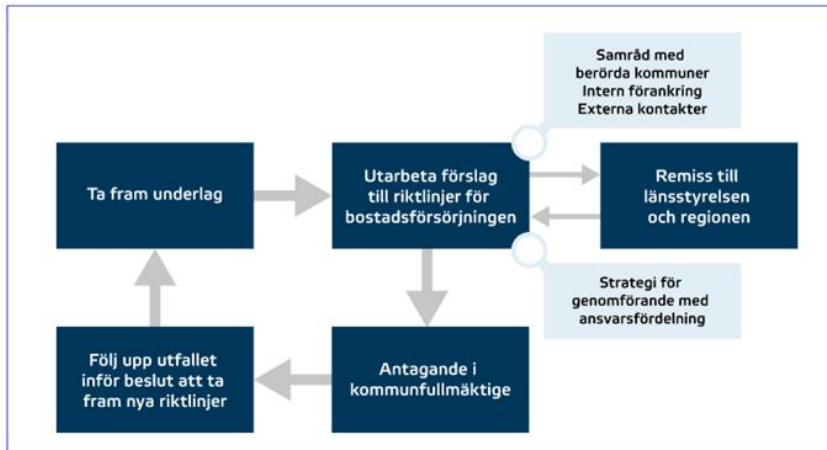 Samråd med
berörda kommuner
Intern förankring
Externa kontakter
Ta fram underlag
Utarbeta förslag
till riktlinjer för
bostadsförsörjningen
Remiss till
länsstyrelsen
och regionen
Strategi för
genomförande med
ansvarsfördelning
Följ upp utfallet
inför beslut att ta
fram nya riktlinjer
Antagande i
kommunfullmäktige